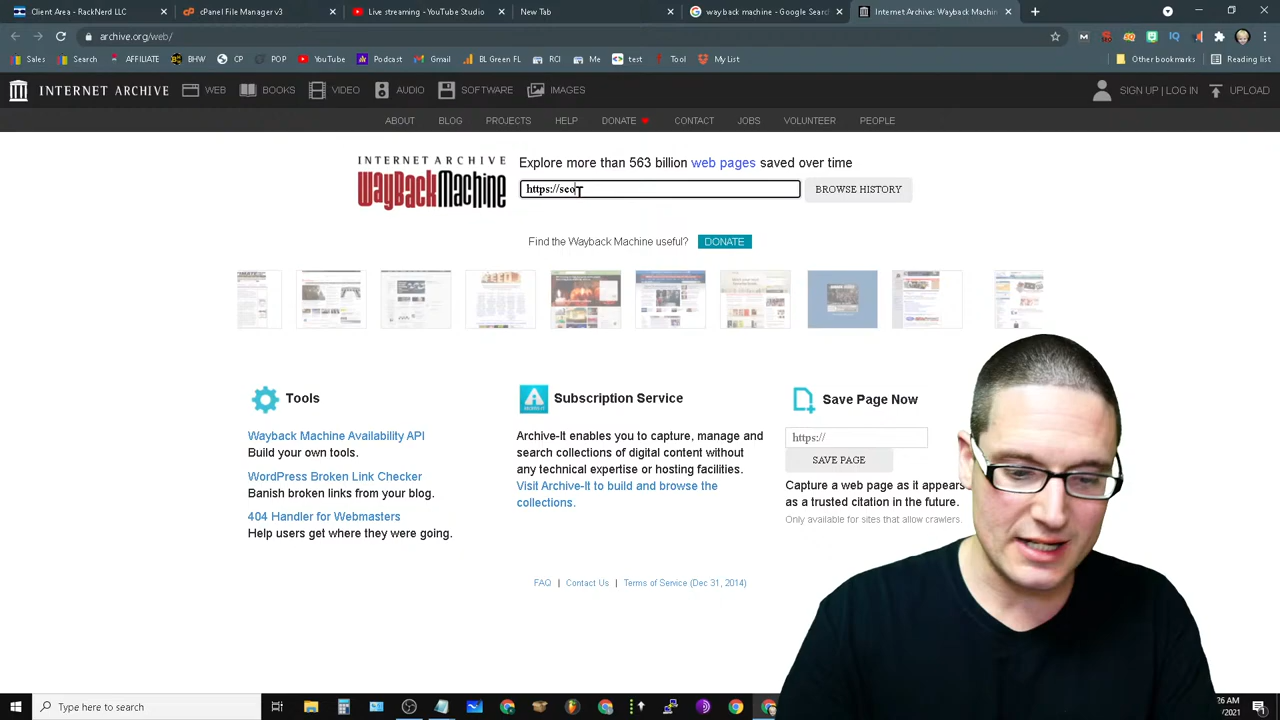 Client Area - RackNerd LLC
cPanel File Manager v3
Live streaming - YouTube Studio
New Tab
wayback machine - Google Searc
Internet Archive: Wayback Machine
archive.org/web/
Sales
Search
AFFILIATE
BHW
CP
POP
YouTube
Podcast
Gmail
BL Green FL
RCI
Me
test
Tool
My List
Other bookmarks
Reading list
INTERNET ARCHIVE
WEB
BOOKS
VIDEO
AUDIO
SOFTWARE
IMAGES
SIGN UP | LOG IN
UPLOAD
ABOUT
BLOG
PROJECTS
HELP
DONATE
CONTACT
JOBS
VOLUNTEER
PEOPLE
INTERNET ARCHIVE
WayBackMachine
Explore more than 563 billion web pages saved over time
https://seo
BROWSE HISTORY
Find the Wayback Machine useful?
DONATE
Tools
Wayback Machine Availability API
Build your own tools.
WordPress Broken Link Checker
Banish broken links from your blog.
404 Handler for Webmasters
Help users get where they were going.
ARCHIVE-IT
Subscription Service
Archive-It enables you to capture, manage and
search collections of digital content without
any technical expertise or hosting facilities.
Visit Archive-It to build and browse the
collections.
Save Page Now
https://
SAVE PAGE
Capture a web page as it appears
as a trusted citation in the future.
Only available for sites that allow crawlers.
FAQ | Contact Us | Terms of Service (Dec 31, 2014)
Type here to search
26 AM
/2021